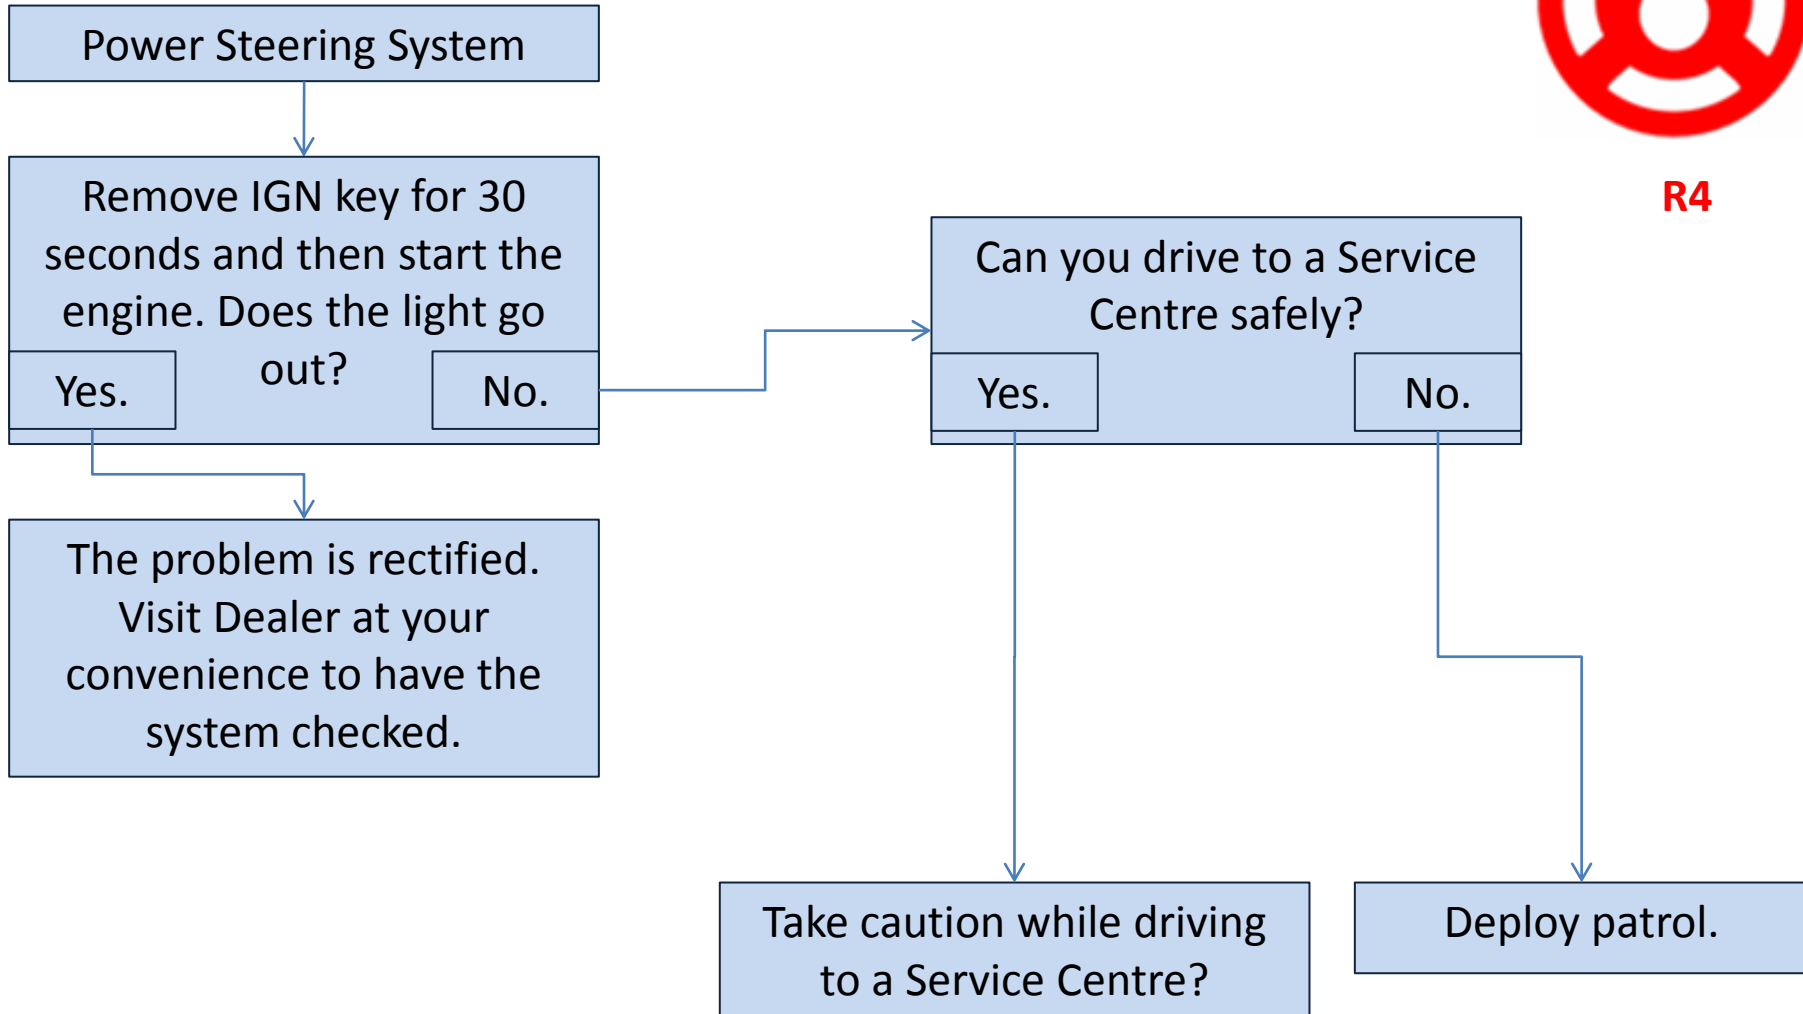 Power Steering System
R4
Remove IGN key for 30
seconds and then start the
engine. Does the light go
out?
Yes.
No.
Can you drive to a Service
Centre safely?
Yes.
No.
The problem is rectified.
Visit Dealer at your
convenience to have the
system checked.
Take caution while driving
to a Service Centre?
Deploy patrol.